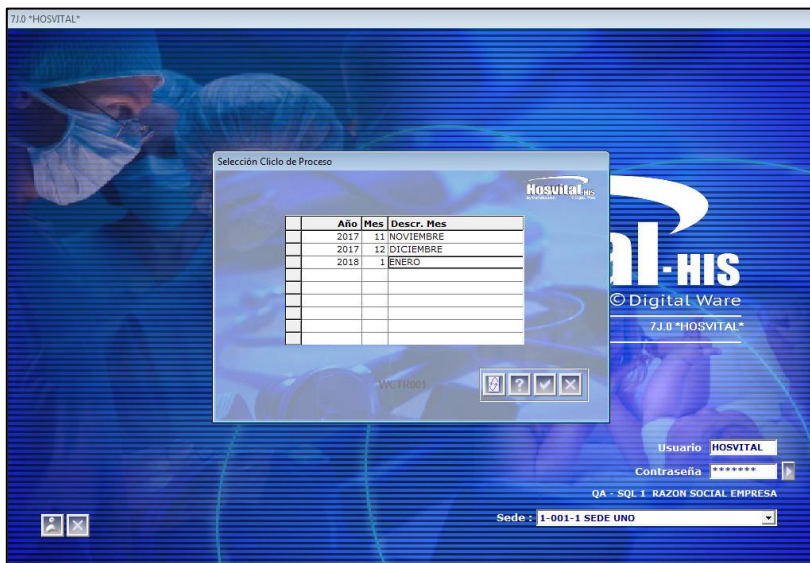 7J.0 *HOSVITAL*
Selección Cliclo de Proceso
Hosvital-HIS
Año Mes Descr. Mes
2017 11 NOVIEMBRE
2017 12 DICIEMBRE
2018 1 ENERO
al-HIS
©Digital Ware
7J.0 *HOSVITAL*
WCTR001
?
Usuario HOSVITAL
Contraseña *******
QA - SQL 1 RAZON SOCIAL EMPRESA
Sede : 1-001-1 SEDE UNO